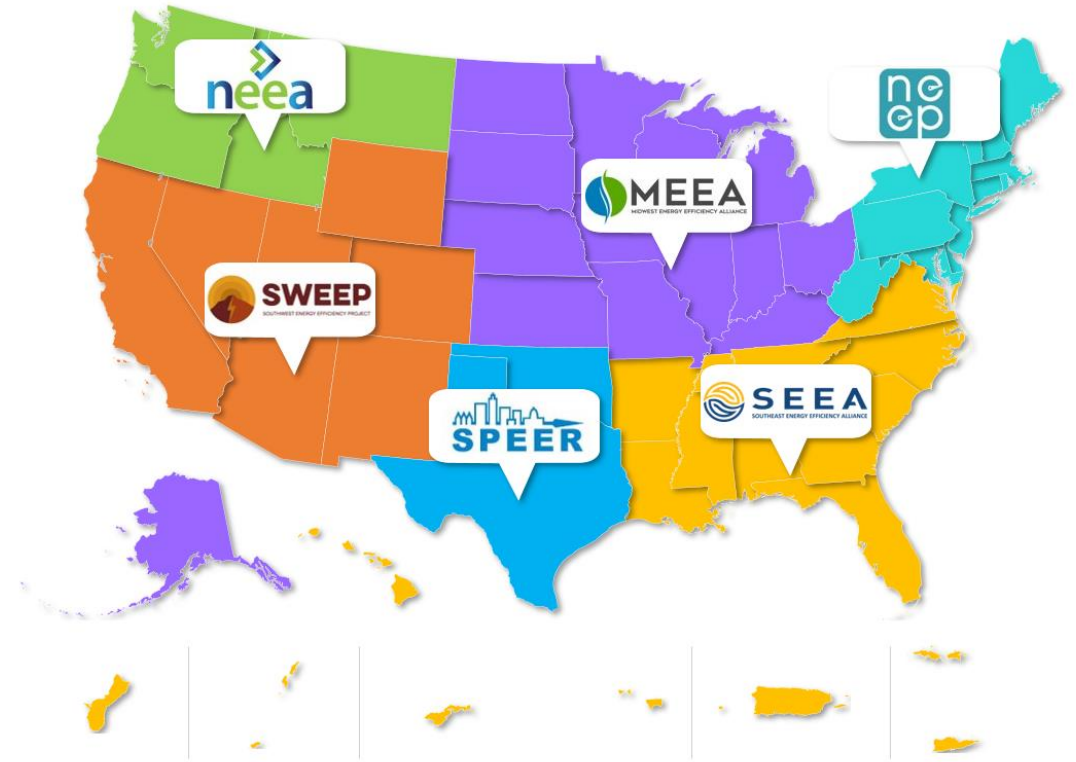 neea
ne
ep
MEEA
MIDWEST ENERGY EFFICIENCY ALLIANCE
SWEEP
SOUTHWEST ENERGY EFFICIENCY PROJECT
SPEER
SEEA
SOUTHEAST ENERGY EFFICIENCY ALLIANCE